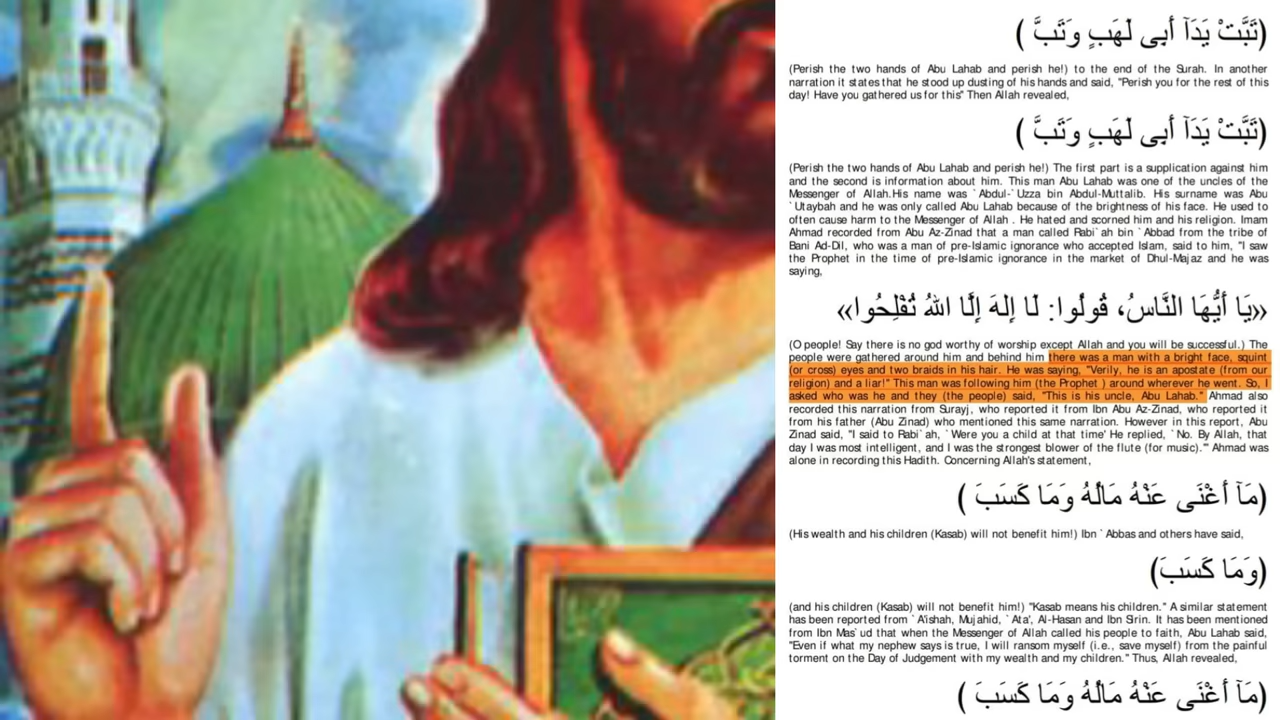 (تَبَّتْ يَدَآ أَبِى لَهَبٍ وَتَبَّ )
(Perish the two hands of Abu Lahab and perish he!) to the end of the Surah. In another
narration it states that he stood up dusting of his hands and said, "Perish you for the rest of this
day! Have you gathered us for this" Then Allah revealed,
(تَبَّتْ يَدَآ أَبِى لَهَبٍ وَتَبَّ )
(Perish the two hands of Abu Lahab and perish he!) The first part is a supplication against him
and the second is information about him. This man Abu Lahab was one of the uncles of the
Messenger of Allah.His name was `Abdul-`Uzza bin Abdul-Muttalib. His surname was Abu
`Utaybah and he was only called Abu Lahab because of the brightness of his face. He used to
often cause harm to the Messenger of Allah . He hated and scorned him and his religion. Imam
Ahmad recorded from Abu Az-Zinad that a man called Rabi`ah bin `Abbad from the tribe of
Bani Ad-Dil, who was a man of pre-Islamic ignorance who accepted Islam, said to him, "I saw
the Prophet in the time of pre-Islamic ignorance in the market of Dhul-Majaz and he was
saying,
«يَا أَيُّهَا النَّاسُ، قُولُوا: لَا إِلهَ إِلَّا اللهُ تُفْلِحُوا»
(O people! Say there is no god worthy of worship except Allah and you will be successful.) The
people were gathered around him and behind him there was a man with a bright face, squint
(or cross) eyes and two braids in his hair. He was saying, "Verily, he is an apostate (from our
religion) and a liar!" This man was following him (the Prophet ) around wherever he went. So, I
asked who was he and they (the people) said, "This is his uncle, Abu Lahab." Ahmad also
recorded this narration from Surayj, who reported it from Ibn Abu Az-Zinad, who reported it
from his father (Abu Zinad) who mentioned this same narration. However in this report, Abu
Zinad said, "I said to Rabi`ah, `Were you a child at that time' He replied, `No. By Allah, that
day I was most intelligent, and I was the strongest blower of the flute (for music).'" Ahmad was
alone in recording this Hadith. Concerning Allah's statement,
(مَآ أَغْنَى عَنْهُ مَالُهُ وَمَا كَسَبَ )
(His wealth and his children (Kasab) will not benefit him!) Ibn `Abbas and others have said,
(وَمَا كَسَبَ)
(and his children (Kasab) will not benefit him!) "Kasab means his children." A similar statement
has been reported from `A'ishah, Mujahid, `Ata', Al-Hasan and Ibn Sirin. It has been mentioned
from Ibn Mas`ud that when the Messenger of Allah called his people to faith, Abu Lahab said,
"Even if what my nephew says is true, I will ransom myself (i.e., save myself) from the painful
torment on the Day of Judgement with my wealth and my children." Thus, Allah revealed,
(مَآ أَغْنَى عَنْهُ مَالُهُ وَمَا كَسَبَ )